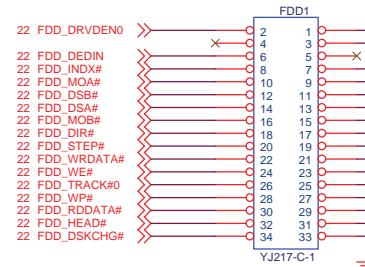 FDD1
22 FDD_DRVDEN0 2 1
4 3
22 FDD_DEDIN 6 5
22 FDD_INDX# 8 7
22 FDD_MOA# 10 9
22 FDD_DSB# 12 11
22 FDD_DSA# 14 13
22 FDD_MOB# 16 15
22 FDD_DIR# 18 17
22 FDD_STEP# 20 19
22 FDD_WRDATA# 22 21
22 FDD_WE# 24 23
22 FDD_TRACK#0 26 25
22 FDD_WP# 28 27
22 FDD_RDDATA# 30 29
22 FDD_HEAD# 32 31
22 FDD_DSKCHG# 34 33
YJ217-C-1